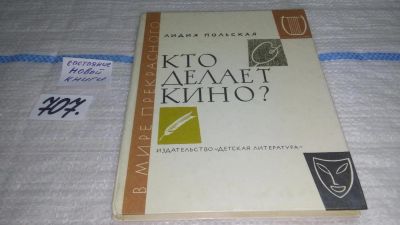 СОСТОЯНИЕ
НОВОЙ
КНИГИ
707.
В МИРЕ ПРЕКРАСНОГО
ЛИДИЯ ПОЛЬСКАЯ
КТО
ДЕЛАЕТ
КИНО?
ИЗДАТЕЛЬСТВО «ДЕТСКАЯ ЛИТЕРАТУРА»